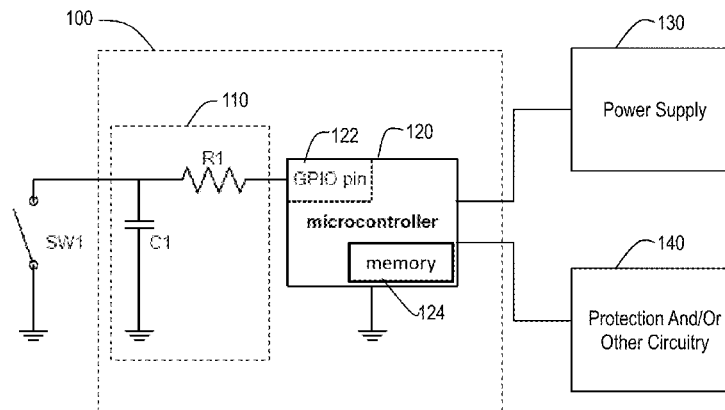 100
110
130
Power Supply
122
120
R1
GPIO pin
microcontroller
SW1
C1
memory
124
140
Protection And/Or
Other Circuitry